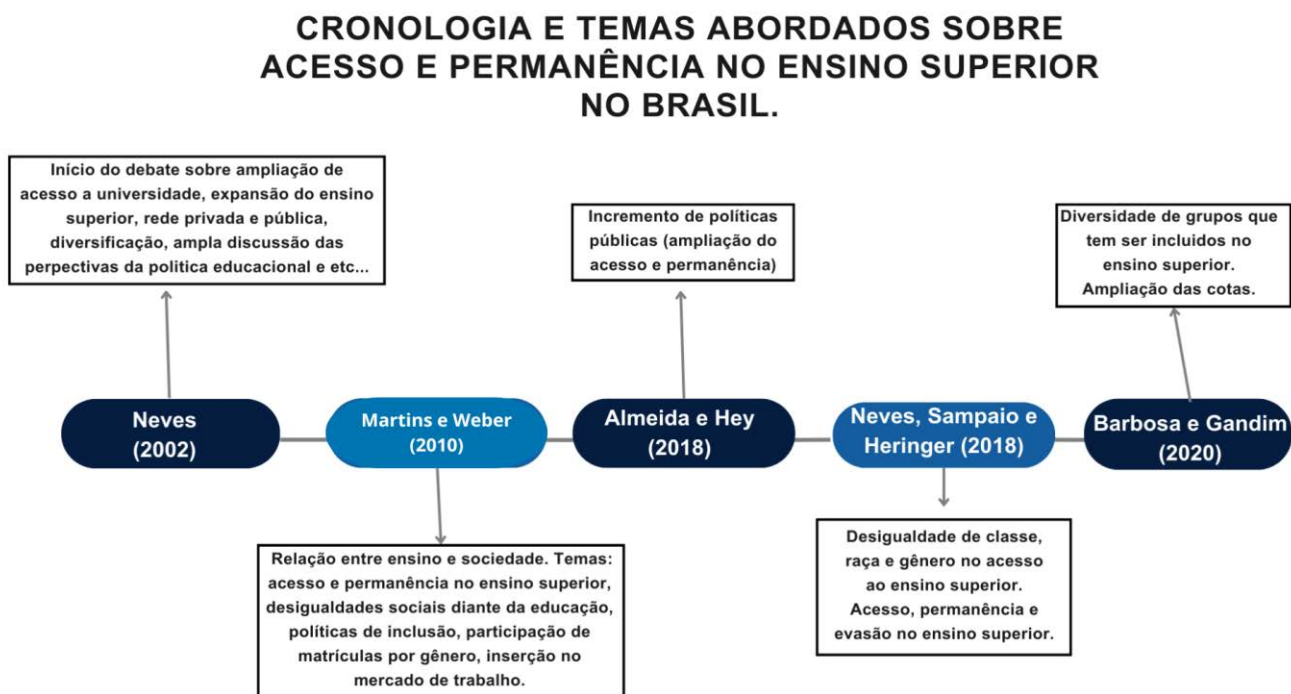 CRONOLOGIA E TEMAS ABORDADOS SOBRE
ACESSO E PERMANÊNCIA NO ENSINO SUPERIOR
NO BRASIL.
Início do debate sobre ampliação de
acesso a universidade, expansão do ensino
superior, rede privada e pública,
diversificação, ampla discussão das
perpectivas da politica educacional e etc...
Incremento de políticas
públicas (ampliação do
acesso e permanência)
Diversidade de grupos que
tem ser incluidos no
ensino superior.
Ampliação das cotas.
Neves
(2002)
Martins e Weber
(2010)
Almeida e Hey
(2018)
Neves, Sampaio e
Heringer (2018)
Barbosa e Gandim
(2020)
Relação entre ensino e sociedade. Temas:
acesso e permanência no ensino superior,
desigualdades sociais diante da educação,
políticas de inclusão, participação de
matrículas por gênero, inserção no
mercado de trabalho.
Desigualdade de classe,
raça e gênero no acesso
ao ensino superior.
Acesso, permanência e
evasão no ensino superior.